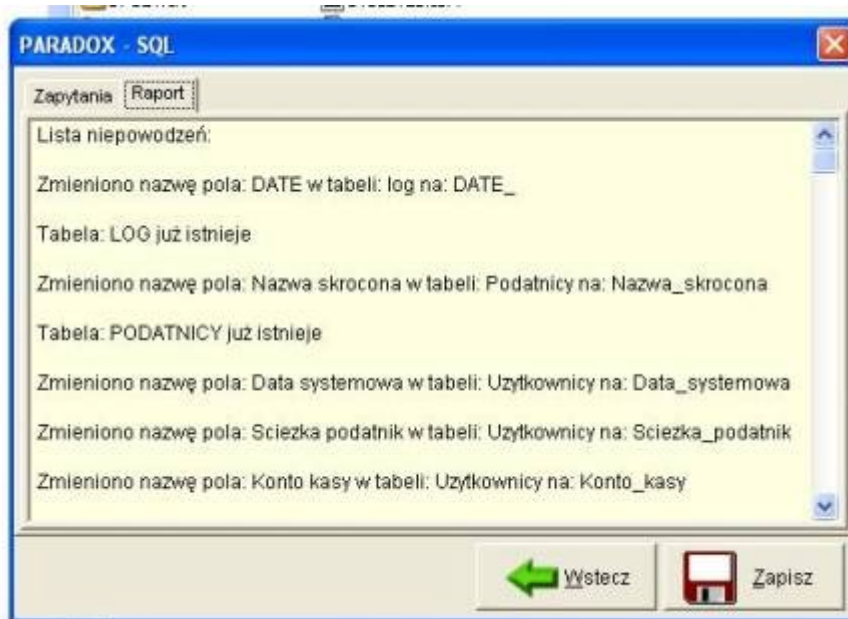 PARADOX - SQL
Zapytania Raport
Lista niepowodzeń:
Zmieniono nazwę pola: DATE w tabeli: log na: DATE_
Tabela: LOG już istnieje
Zmieniono nazwę pola: Nazwa skrocona w tabeli: Podatnicy na: Nazwa_skrocona
Tabela: PODATNICY już istnieje
Zmieniono nazwę pola: Data systemowa w tabeli: Uzytkownicy na: Data_systemowa
Zmieniono nazwę pola: Sciezka podatnik w tabeli: Uzytkownicy na: Sciezka_podatnik
Zmieniono nazwę pola: Konto kasy w tabeli: Uzytkownicy na: Konto_kasy
Wstecz Zapisz